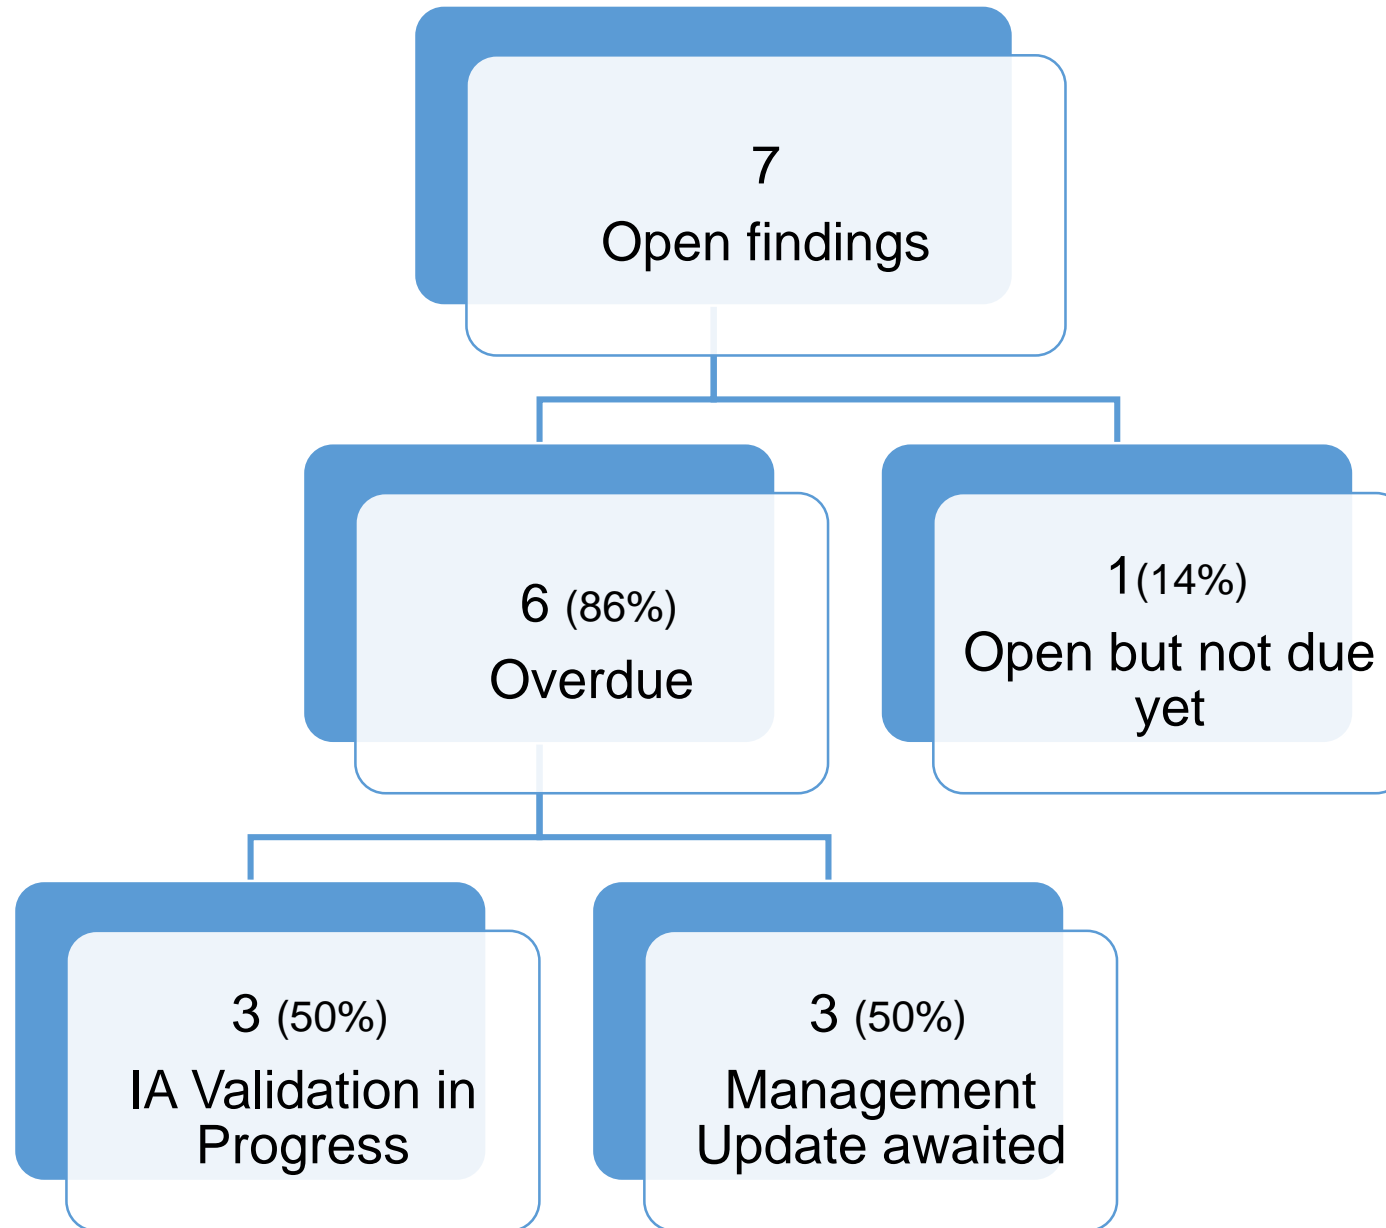 7
Open findings
6 (86%)
Overdue
1(14%)
Open but not due
yet
3 (50%)
IA Validation in
Progress
3 (50%)
Management
Update awaited